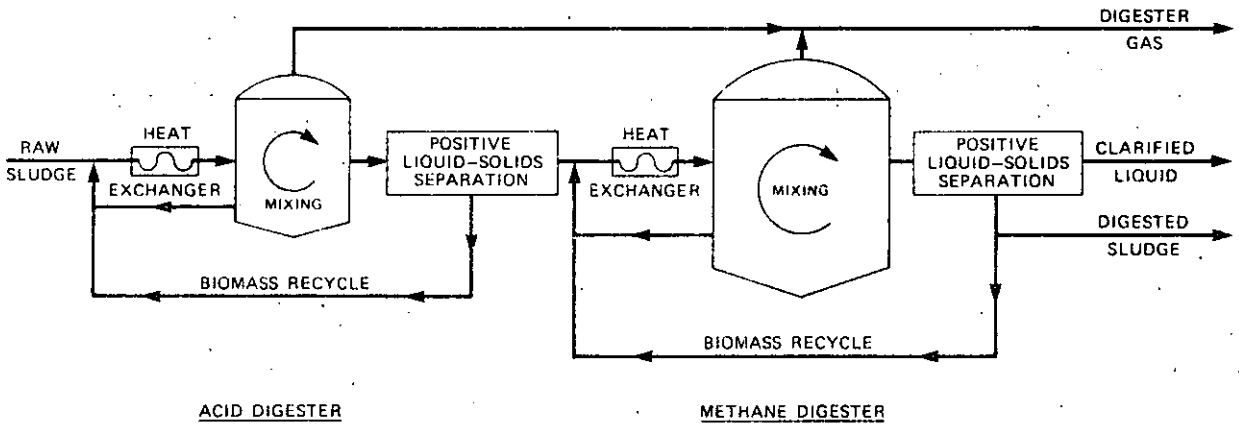 DIGESTER
GAS
RAW
SLUDGE
HEAT
EXCHANGER
MIXING
POSITIVE
LIQUID–SOLIDS
SEPARATION
HEAT
EXCHANGER
MIXING
POSITIVE
LIQUID–SOLIDS
SEPARATION
CLARIFIED
LIQUID
DIGESTED
SLUDGE
BIOMASS RECYCLE
BIOMASS RECYCLE
ACID DIGESTER
METHANE DIGESTER